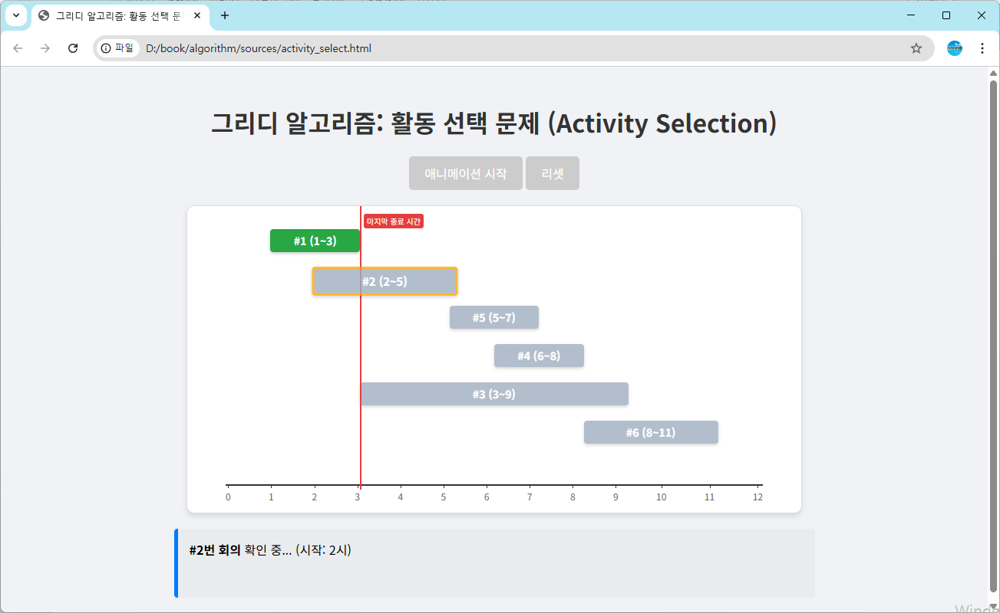 그리디 알고리즘: 활동 선택 문
파일 D:/book/algorithm/sources/activity_select.html
그리디 알고리즘: 활동 선택 문제 (Activity Selection)
애니메이션 시작 리셋
마지막 종료 시간
#1 (1~3)
#2 (2~5)
#5 (5~7)
#4 (6~8)
#3 (3~9)
#6 (8~11)
0 1 2 3 4 5 6 7 8 9 10 11 12
#2번 회의 확인 중... (시작: 2시)